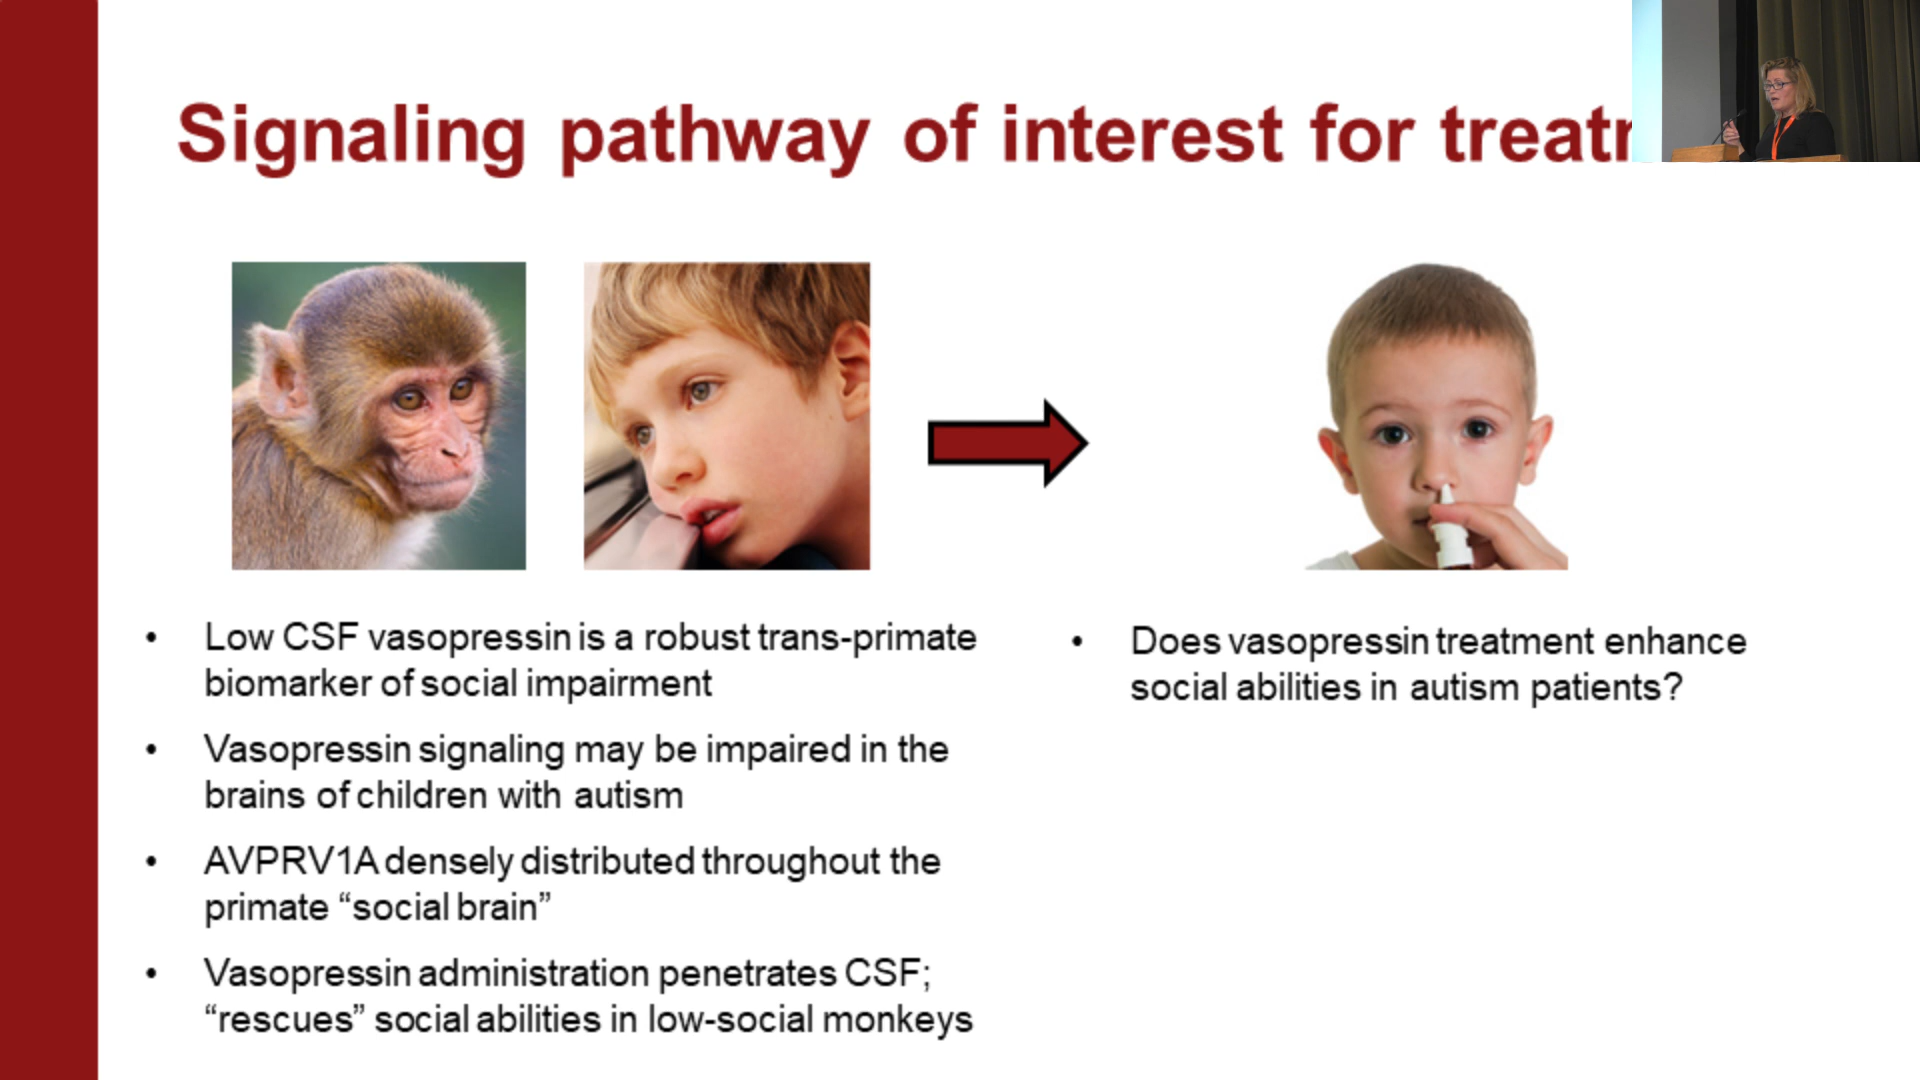 Signaling pathway of interest for
• Low CSF vasopressin is a robust trans-primate
biomarker of social impairment
• Vasopressin signaling may be impaired in the
brains of children with autism
• AVPRV1A densely distributed throughout the
primate “social brain”
• Vasopressin administration penetrates CSF;
“rescues” social abilities in low-social monkeys
• Does vasopressin treatment enhance
social abilities in autism patients?